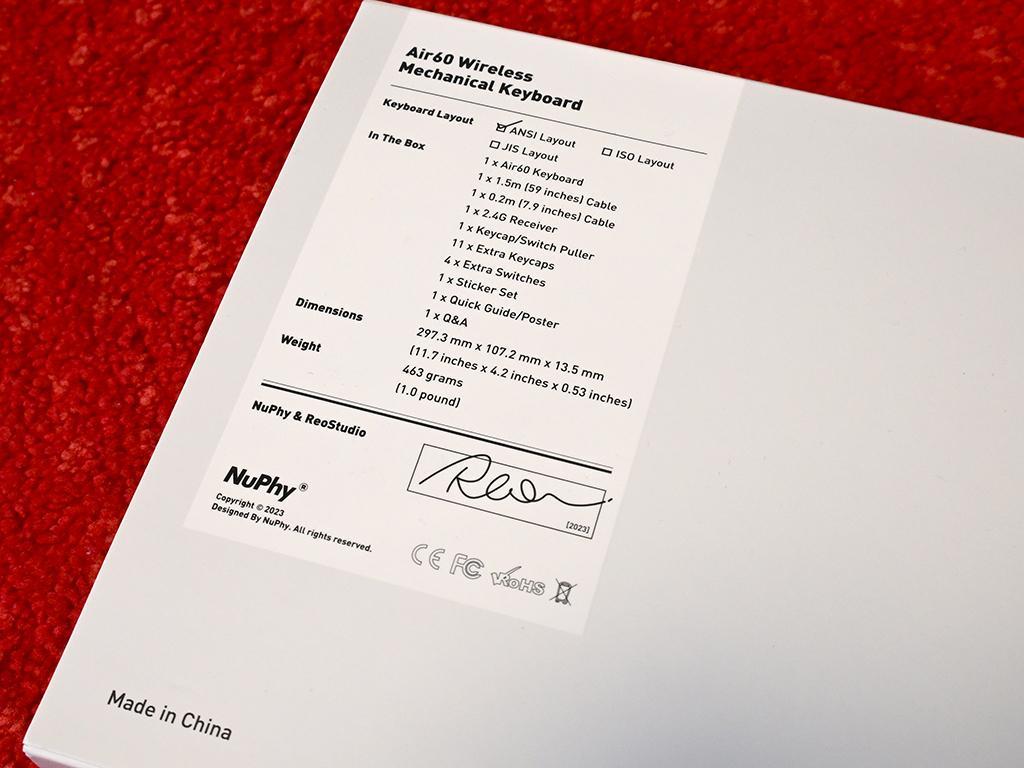 Air60 Wireless
Mechanical Keyboard
Keyboard Layout
ANSI Layout
ISO Layout
JIS Layout
In The Box
1 x Air60 Keyboard
1 x 1.5m (59 inches) Cable
1 x 0.2m (7.9 inches) Cable
1 x 2.4G Receiver
1 x Keycap/Switch Puller
11 x Extra Keycaps
4 x Extra Switches
1 x Sticker Set
1 x Quick Guide/Poster
1 x Q&A
Dimensions
297.3 mm x 107.2 mm x 13.5 mm
(11.7 inches x 4.2 inches x 0.53 inches)
Weight
463 grams
(1.0 pound)
NuPhy & ReoStudio
[2023]
NuPhy®
Copyright © 2023
Designed By NuPhy. All rights reserved.
CE FC RoHS
Made in China